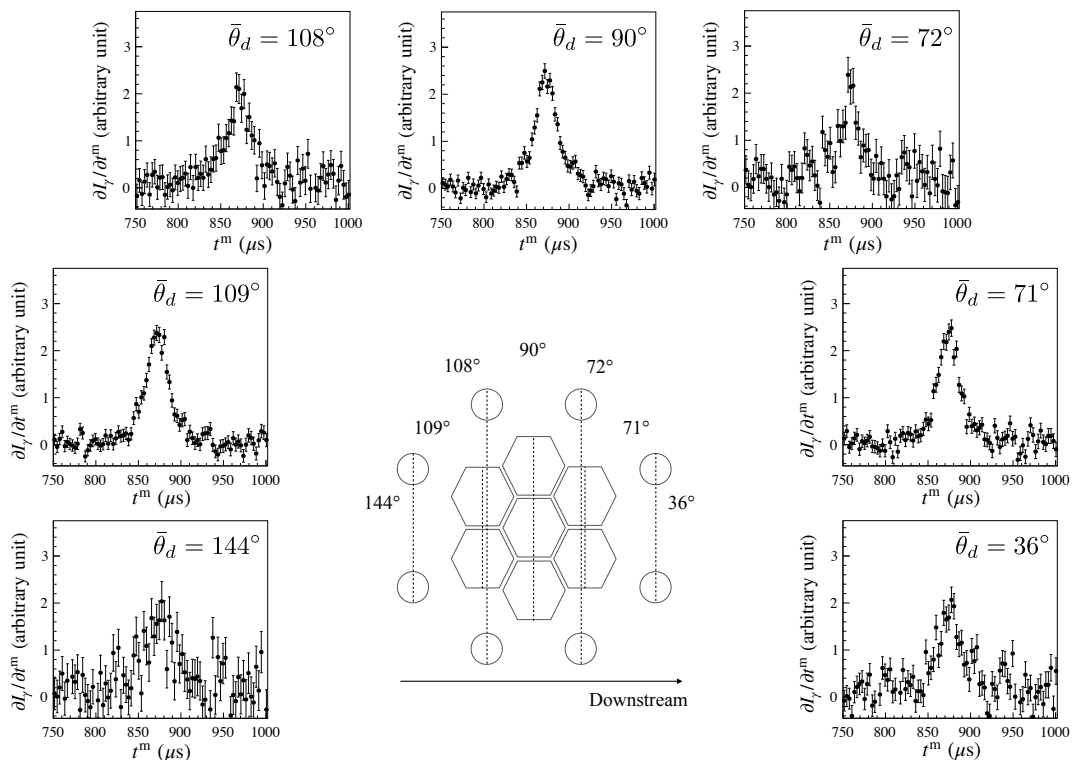 θ̄_d = 108°
∂I_γ/∂t^m (arbitrary unit)
3
2
1
0
750 800 850 900 950 1000
t^m (μs)
θ̄_d = 90°
∂I_γ/∂t^m (arbitrary unit)
3
2
1
0
750 800 850 900 950 1000
t^m (μs)
θ̄_d = 72°
∂I_γ/∂t^m (arbitrary unit)
3
2
1
0
750 800 850 900 950 1000
t^m (μs)
θ̄_d = 109°
∂I_γ/∂t^m (arbitrary unit)
3
2
1
0
750 800 850 900 950 1000
t^m (μs)
90°
108°
72°
109°
71°
144°
36°
Downstream
θ̄_d = 71°
∂I_γ/∂t^m (arbitrary unit)
3
2
1
0
750 800 850 900 950 1000
t^m (μs)
θ̄_d = 144°
∂I_γ/∂t^m (arbitrary unit)
3
2
1
0
750 800 850 900 950 1000
t^m (μs)
θ̄_d = 36°
∂I_γ/∂t^m (arbitrary unit)
3
2
1
0
750 800 850 900 950 1000
t^m (μs)